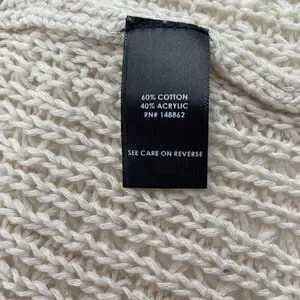 60% COTTON
40% ACRYLIC
RN# 148862
SEE CARE ON REVERSE